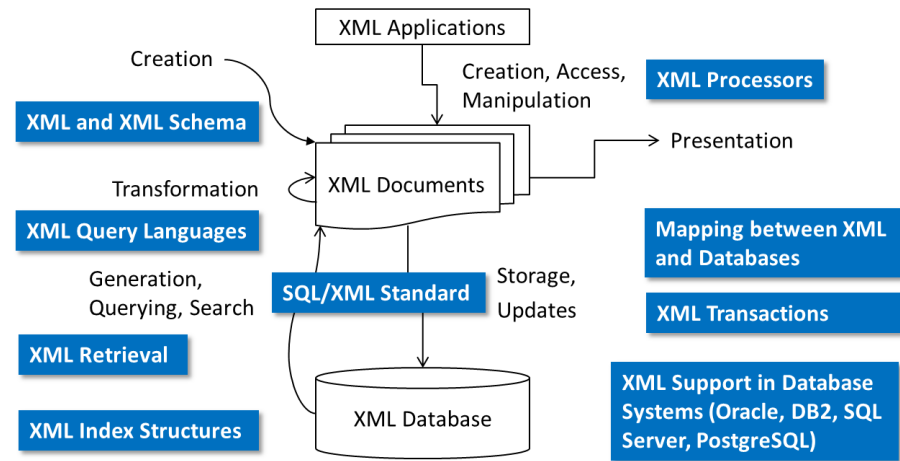 XML Applications
Creation
Creation, Access,
Manipulation
XML Processors
XML and XML Schema
Presentation
XML Documents
Transformation
XML Query Languages
Mapping between XML
and Databases
Generation,
Querying, Search
SQL/XML Standard
Storage,
Updates
XML Transactions
XML Retrieval
XML Support in Database
Systems (Oracle, DB2, SQL
Server, PostgreSQL)
XML Database
XML Index Structures